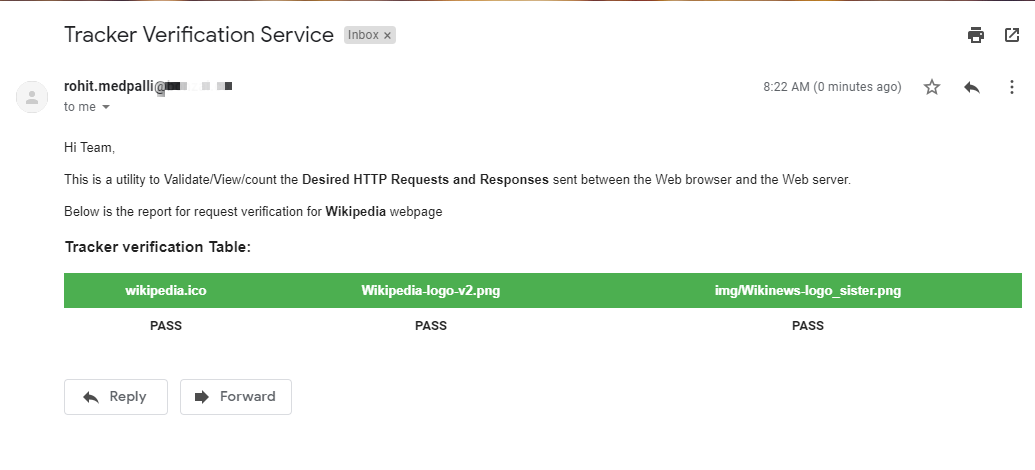 Tracker Verification Service Inbox ×
rohit.medpalli@ 8:22 AM (0 minutes ago)
to me
Hi Team,
This is a utility to Validate/View/count the Desired HTTP Requests and Responses sent between the Web browser and the Web server.
Below is the report for request verification for Wikipedia webpage
Tracker verification Table:
wikipedia.ico Wikipedia-logo-v2.png img/Wikinews-logo_sister.png
PASS PASS PASS
Reply Forward